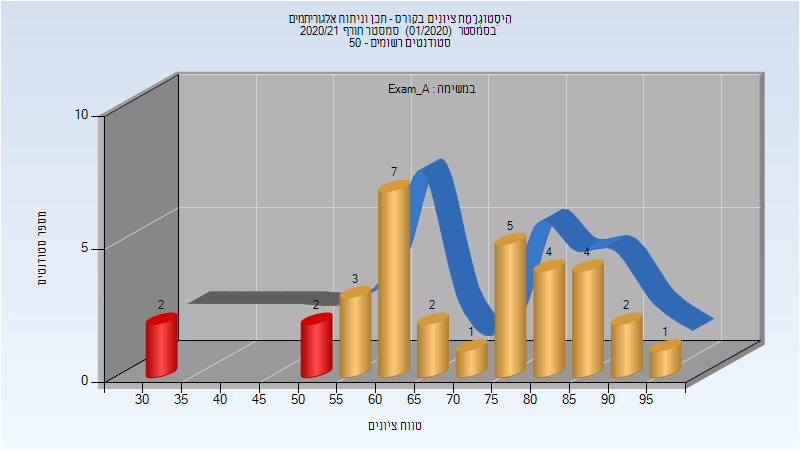 היסטוגרמת ציונים בקורס - תכן וניתוח אלגוריתמים
בסמסטר (01/2020) סמסטר חורף 2020/21
סטודנטים רשומים - 50
במשימה : Exam_A
10
5
0
מספר סטודנטים
2
2
3
7
2
1
5
4
4
2
1
30 35 40 45 50 55 60 65 70 75 80 85 90 95
טווח ציונים